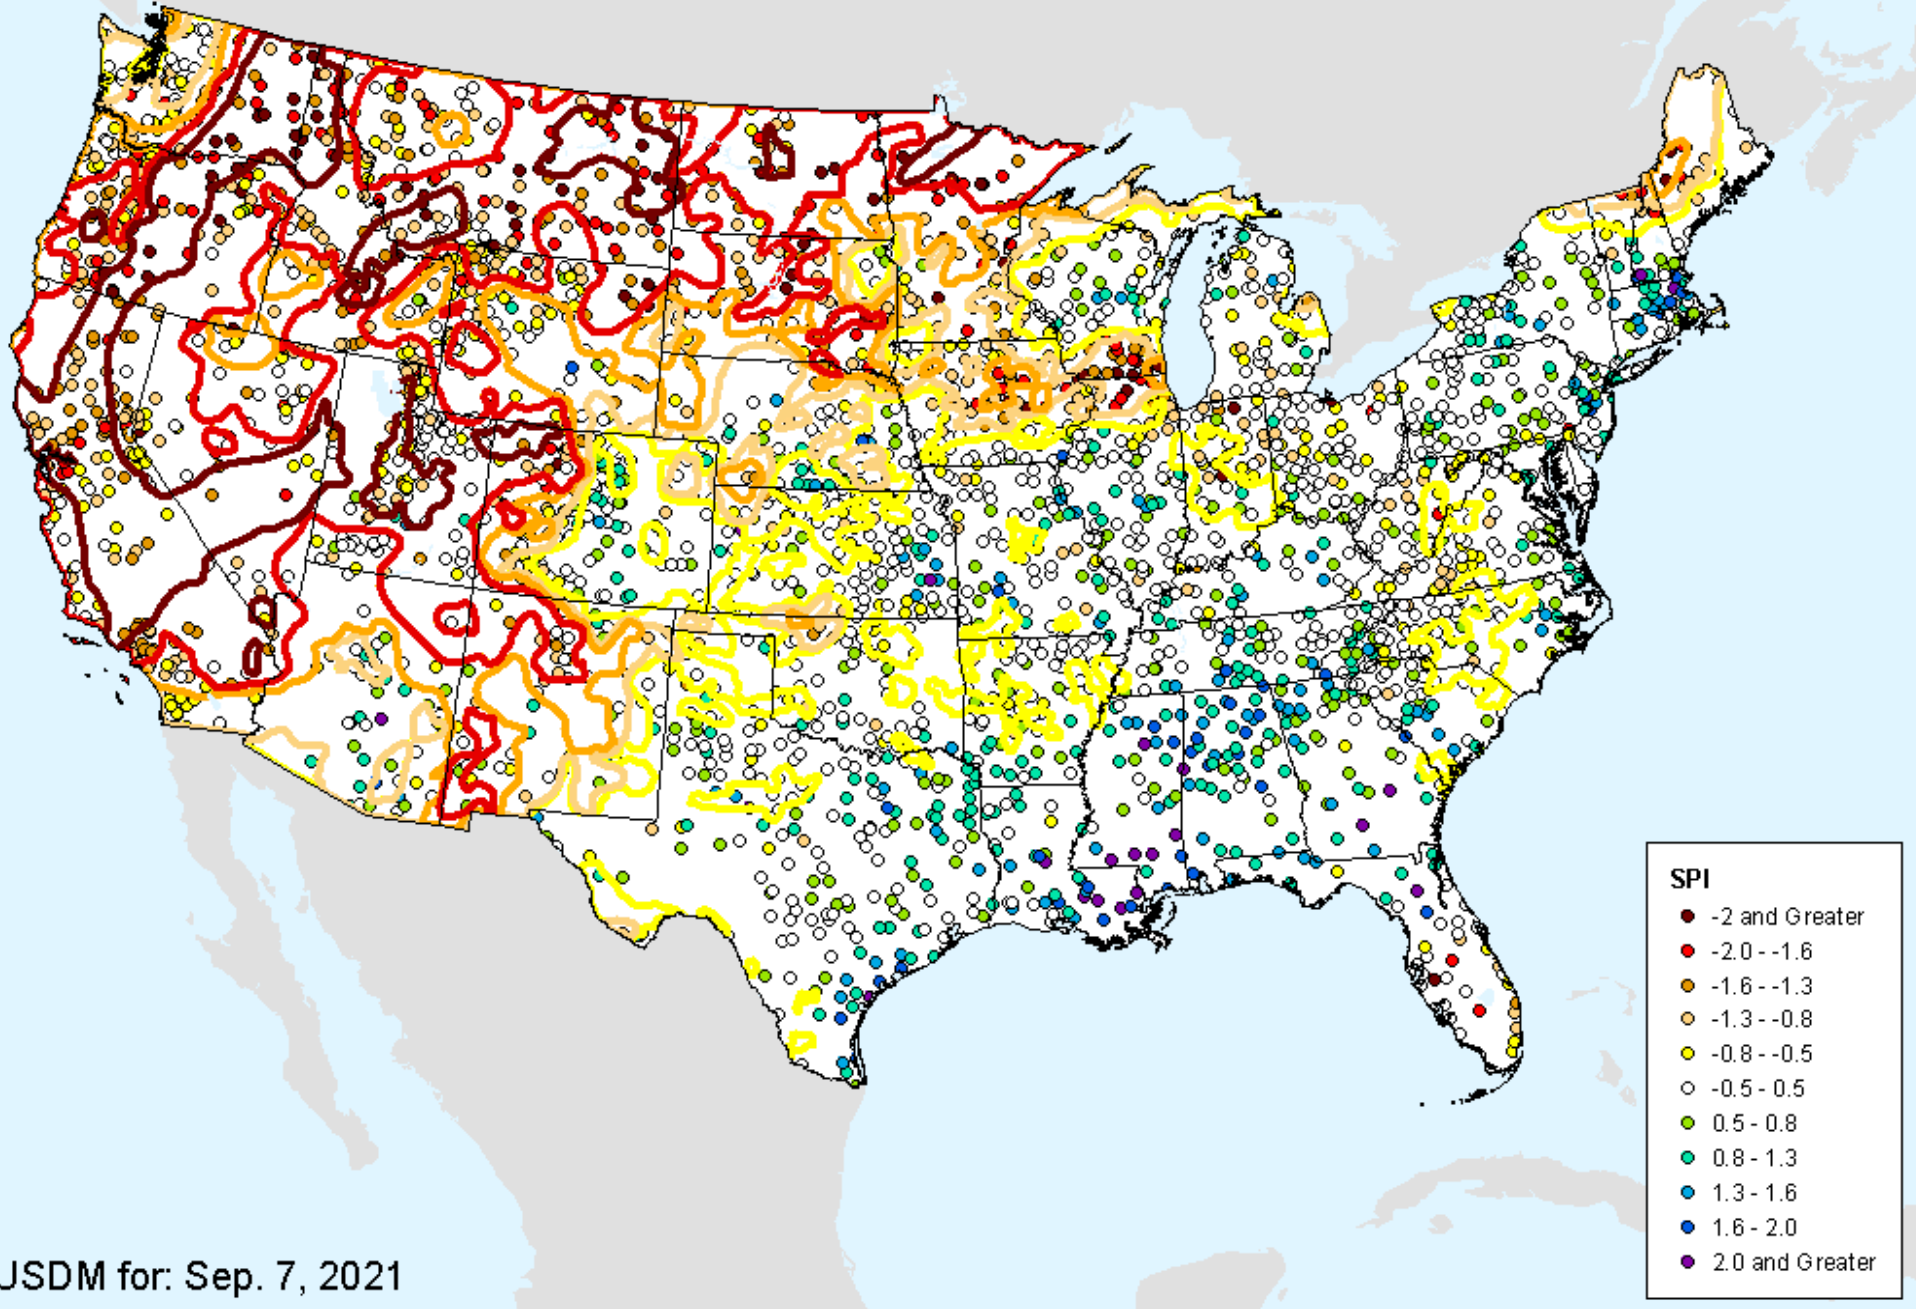 SPI
-2 and Greater
-2.0 - -1.6
-1.6 - -1.3
-1.3 - -0.8
-0.8 - -0.5
-0.5 - 0.5
0.5 - 0.8
0.8 - 1.3
1.3 - 1.6
1.6 - 2.0
2.0 and Greater
USDM for: Sep. 7, 2021